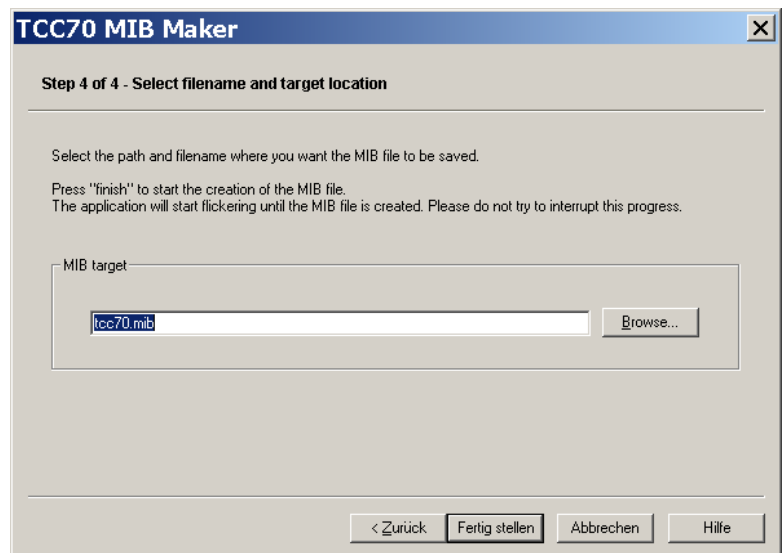 TCC70 MIB Maker
Step 4 of 4 - Select filename and target location
Select the path and filename where you want the MIB file to be saved.
Press "finish" to start the creation of the MIB file.
The application will start flickering until the MIB file is created. Please do not try to interrupt this progress.
MIB target
tcc70.mib
Browse...
< Zurück
Fertig stellen
Abbrechen
Hilfe